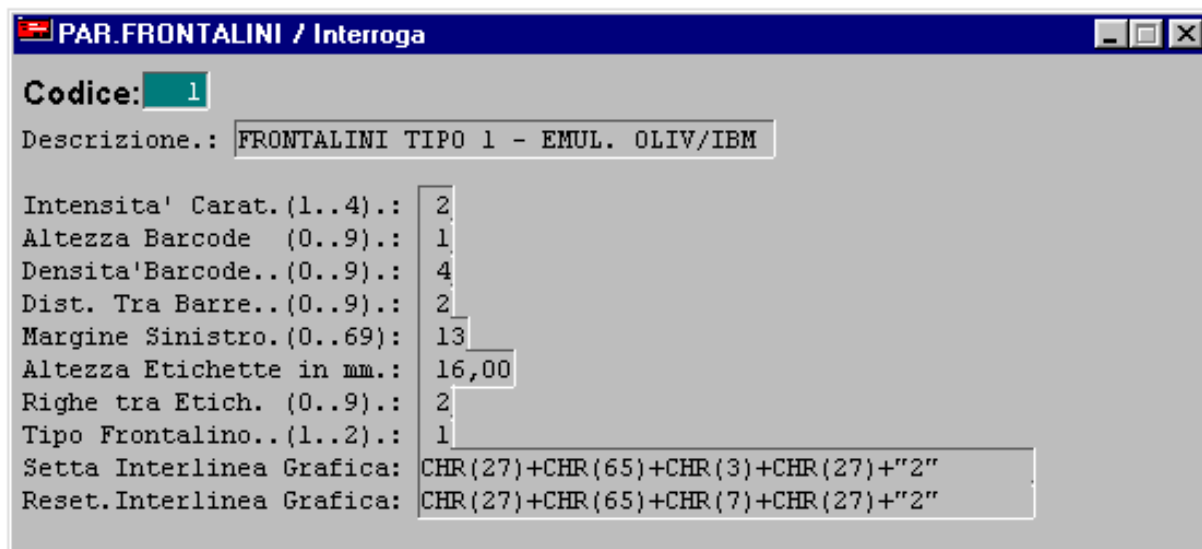 PAR.FRONTALINI / Interroga
Codice: 1
Descrizione.: FRONTALINI TIPO 1 - EMUL. OLIV/IBM
Intensita' Carat.(1..4).: 2
Altezza Barcode (0..9).: 1
Densita'Barcode..(0..9).: 4
Dist. Tra Barre..(0..9).: 2
Margine Sinistro.(0..69): 13
Altezza Etichette in mm.: 16,00
Righe tra Etich. (0..9).: 2
Tipo Frontalino..(1..2).: 1
Setta Interlinea Grafica: CHR(27)+CHR(65)+CHR(3)+CHR(27)+"2"
Reset.Interlinea Grafica: CHR(27)+CHR(65)+CHR(7)+CHR(27)+"2"